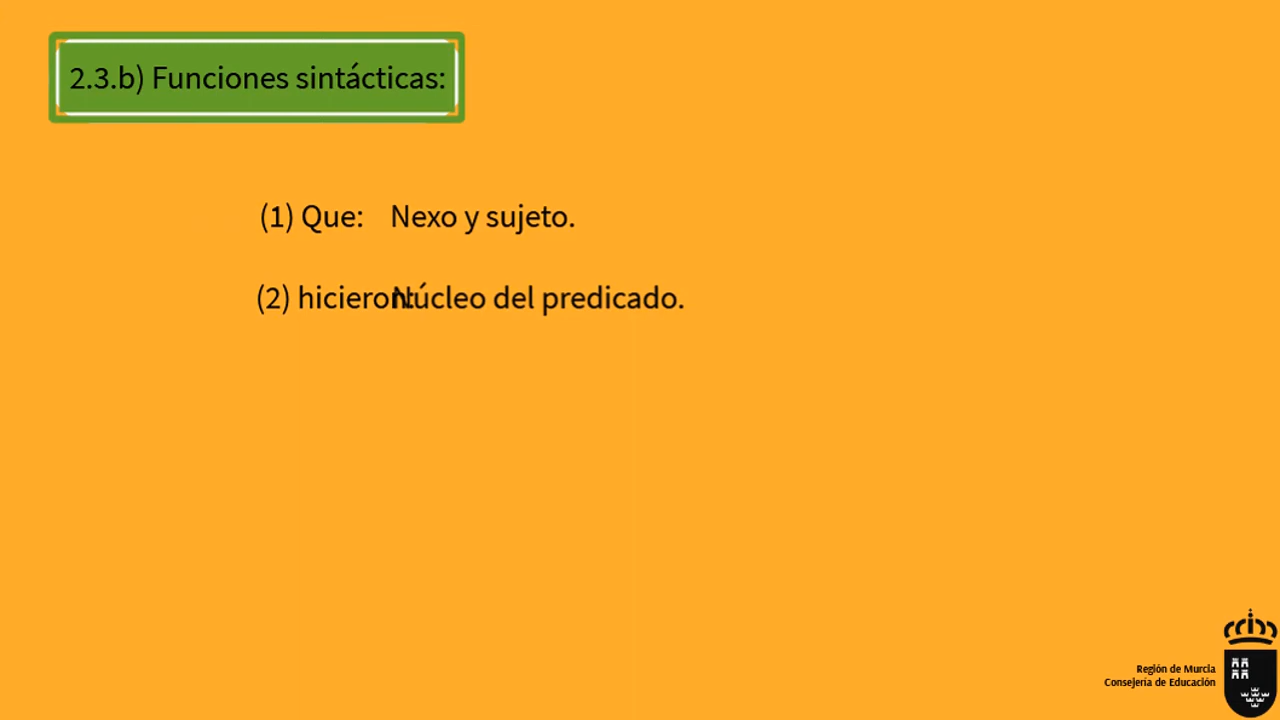 2.3.b) Funciones sintácticas:
(1) Que: Nexo y sujeto.
(2) hicieron: Núcleo del predicado.
Región de Murcia
Consejería de Educación